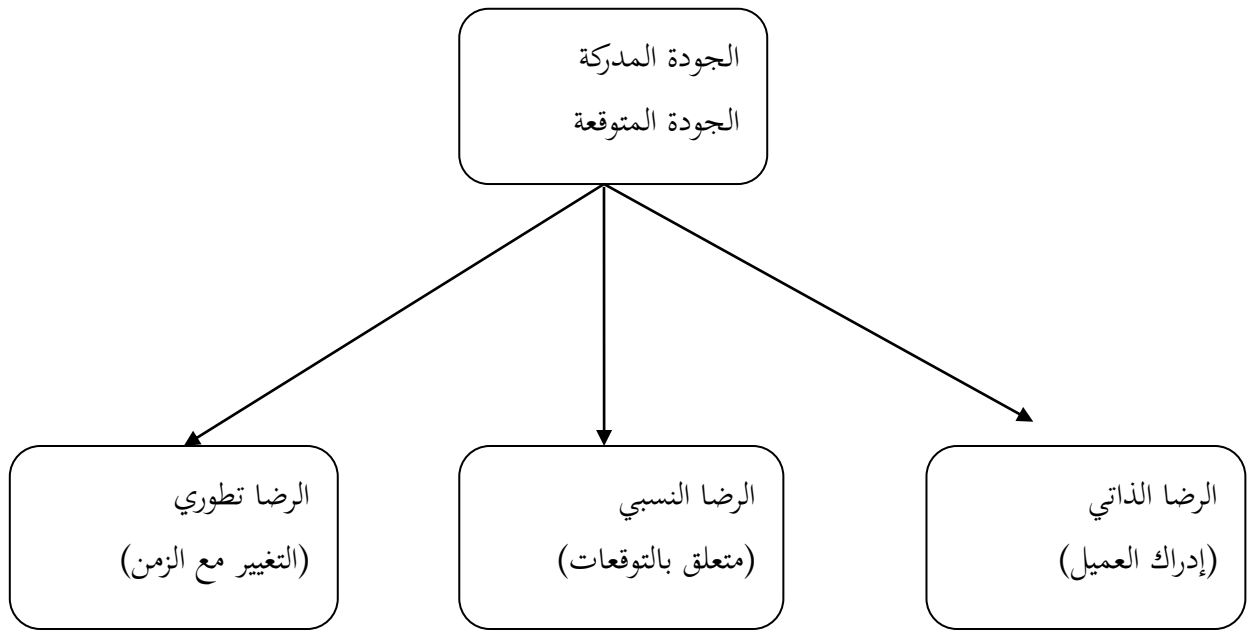 الجودة المدركة
الجودة المتوقعة
الرضا الذاتي
(إدراك العميل)
الرضا النسبي
(متعلق بالتوقعات)
الرضا تطوري
(التغيير مع الزمن)